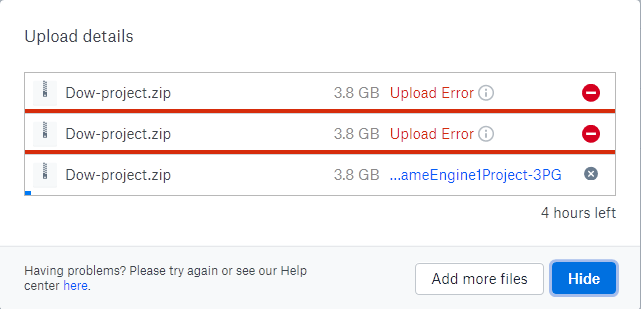 Upload details
Dow-project.zip 3.8 GB Upload Error
Dow-project.zip 3.8 GB Upload Error
Dow-project.zip 3.8 GB ...ameEngine1Project-3PG
4 hours left
Having problems? Please try again or see our Help
center here.
Add more files
Hide